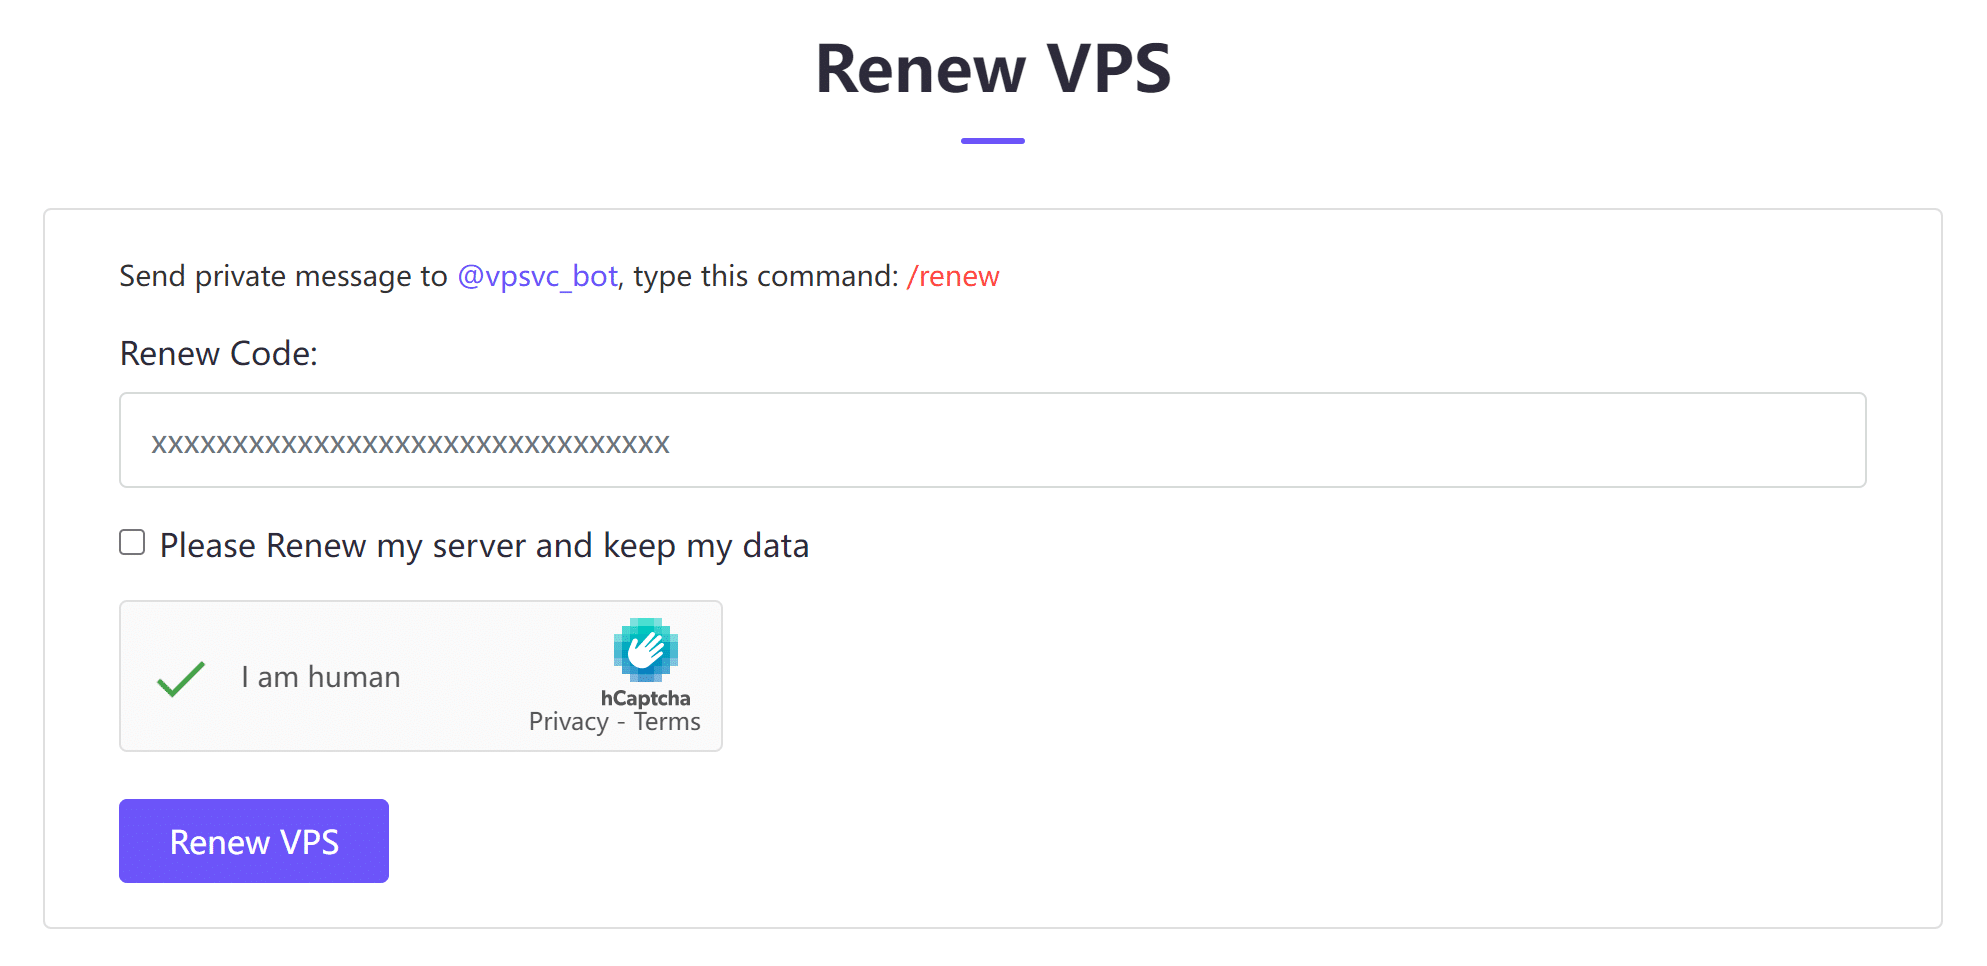 Renew VPS
Send private message to @vpsvc_bot, type this command: /renew
Renew Code:
xxxxxxxxxxxxxxxxxxxxxxxxxxxxxxxx
Please Renew my server and keep my data
I am human
hCaptcha
Privacy - Terms
Renew VPS